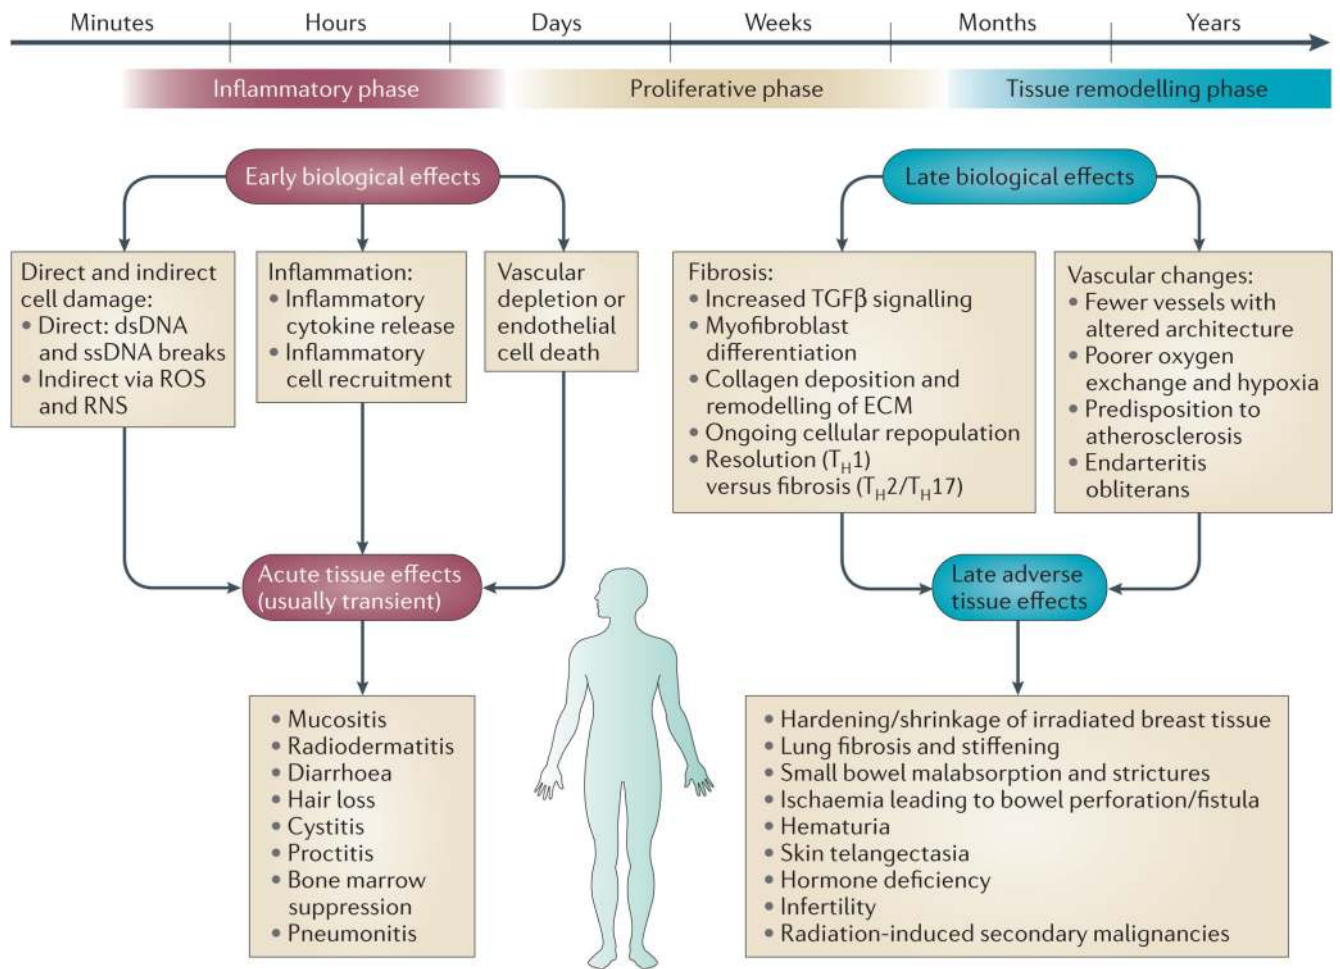 Minutes
Hours
Days
Weeks
Months
Years
Inflammatory phase
Proliferative phase
Tissue remodelling phase
Early biological effects
Late biological effects
Direct and indirect
cell damage:
• Direct: dsDNA
and ssDNA breaks
• Indirect via ROS
and RNS
Inflammation:
• Inflammatory
cytokine release
• Inflammatory
cell recruitment
Vascular
depletion or
endothelial
cell death
Fibrosis:
• Increased TGFβ signalling
• Myofibroblast
differentiation
• Collagen deposition and
remodelling of ECM
• Ongoing cellular repopulation
• Resolution (TH1)
versus fibrosis (TH2/TH17)
Vascular changes:
• Fewer vessels with
altered architecture
• Poorer oxygen
exchange and hypoxia
• Predisposition to
atherosclerosis
• Endarteritis
obliterans
Acute tissue effects
(usually transient)
Late adverse
tissue effects
• Mucositis
• Radiodermatitis
• Diarrhoea
• Hair loss
• Cystitis
• Proctitis
• Bone marrow
suppression
• Pneumonitis
• Hardening/shrinkage of irradiated breast tissue
• Lung fibrosis and stiffening
• Small bowel malabsorption and strictures
• Ischaemia leading to bowel perforation/fistula
• Hematuria
• Skin telangectasia
• Hormone deficiency
• Infertility
• Radiation-induced secondary malignancies